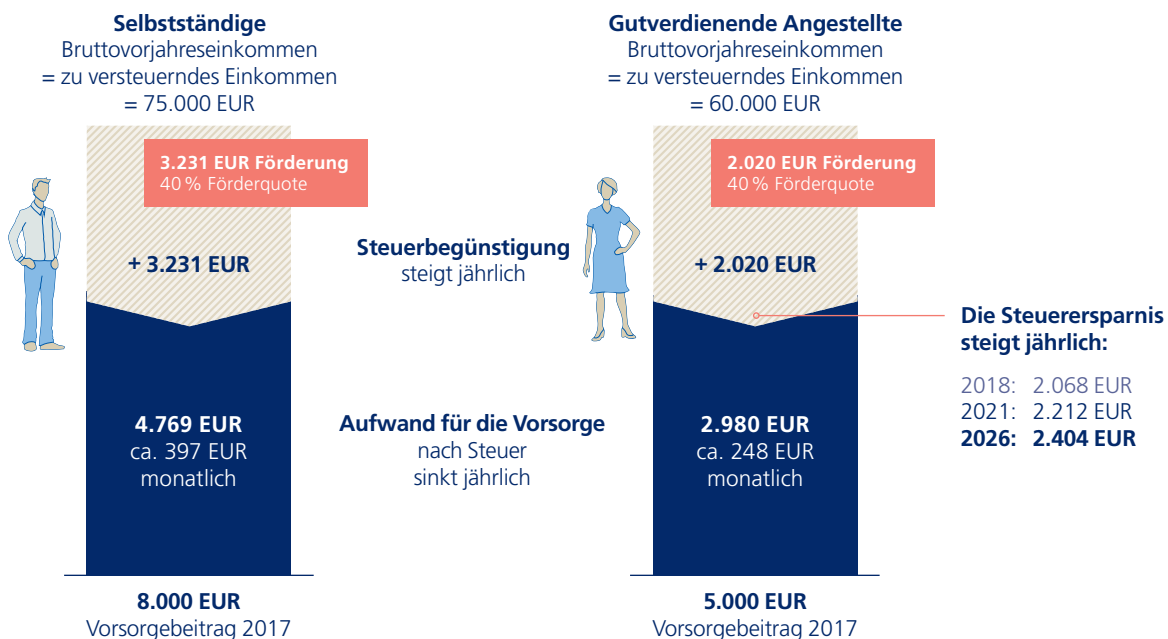 Selbstständige
Bruttovorjahreseinkommen
= zu versteuerndes Einkommen
= 75.000 EUR
3.231 EUR Förderung
40 % Förderquote
+ 3.231 EUR
4.769 EUR
ca. 397 EUR
monatlich
8.000 EUR
Vorsorgebeitrag 2017
Steuerbegünstigung
steigt jährlich
Aufwand für die Vorsorge
nach Steuer
sinkt jährlich
Gutverdienende Angestellte
Bruttovorjahreseinkommen
= zu versteuerndes Einkommen
= 60.000 EUR
2.020 EUR Förderung
40 % Förderquote
+ 2.020 EUR
2.980 EUR
ca. 248 EUR
monatlich
5.000 EUR
Vorsorgebeitrag 2017
Die Steuerersparnis
steigt jährlich:
2018: 2.068 EUR
2021: 2.212 EUR
2026: 2.404 EUR